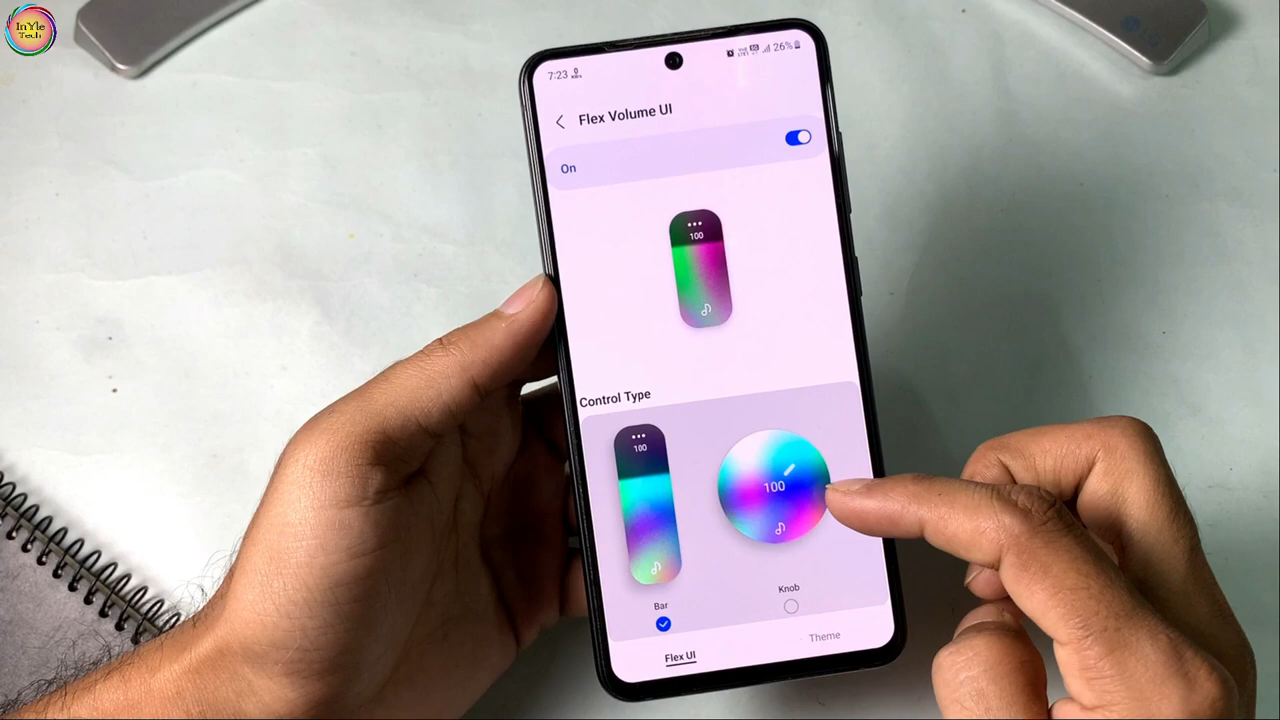 InYle
Tech
7:23
26%
Flex Volume UI
On
100
Control Type
100
100
Bar
Knob
Flex UI
Theme